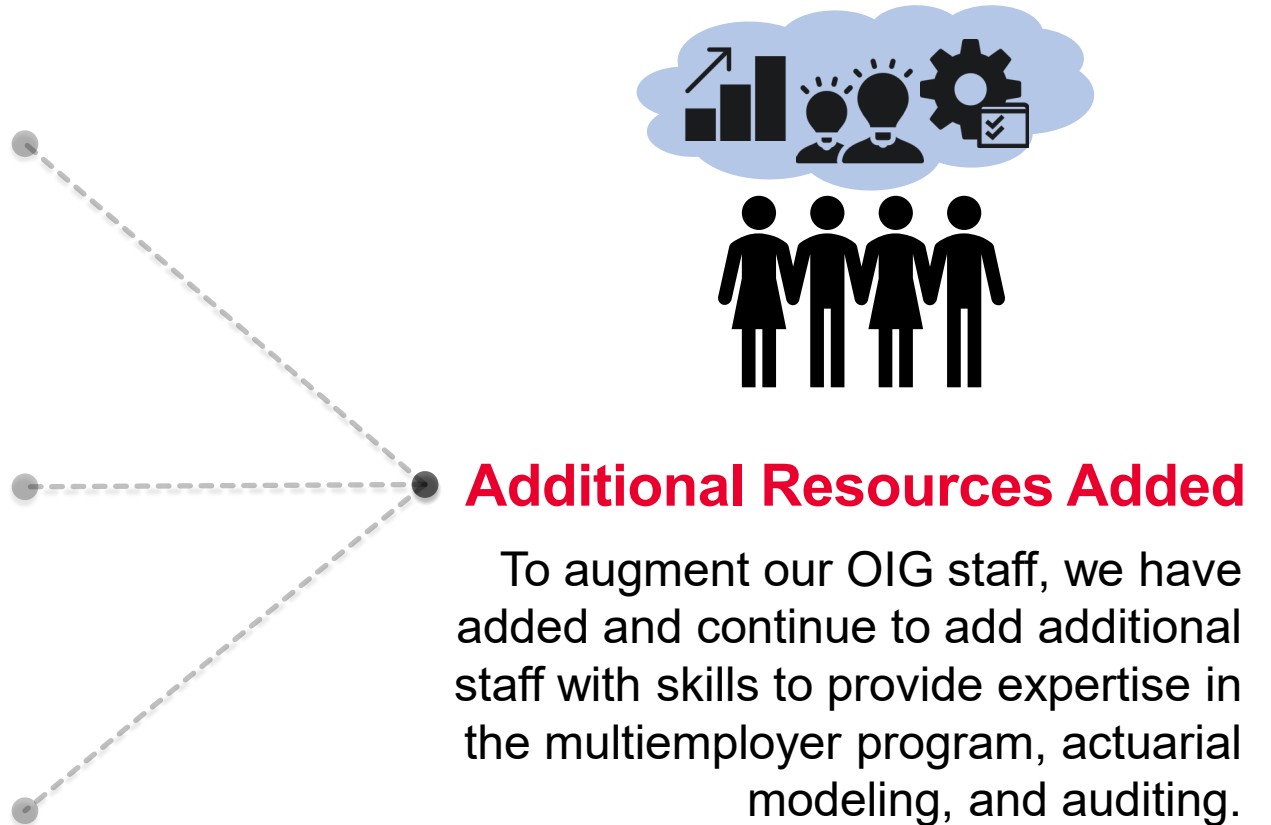 Additional Resources Added
To augment our OIG staff, we have
added and continue to add additional
staff with skills to provide expertise in
the multiemployer program, actuarial
modeling, and auditing.